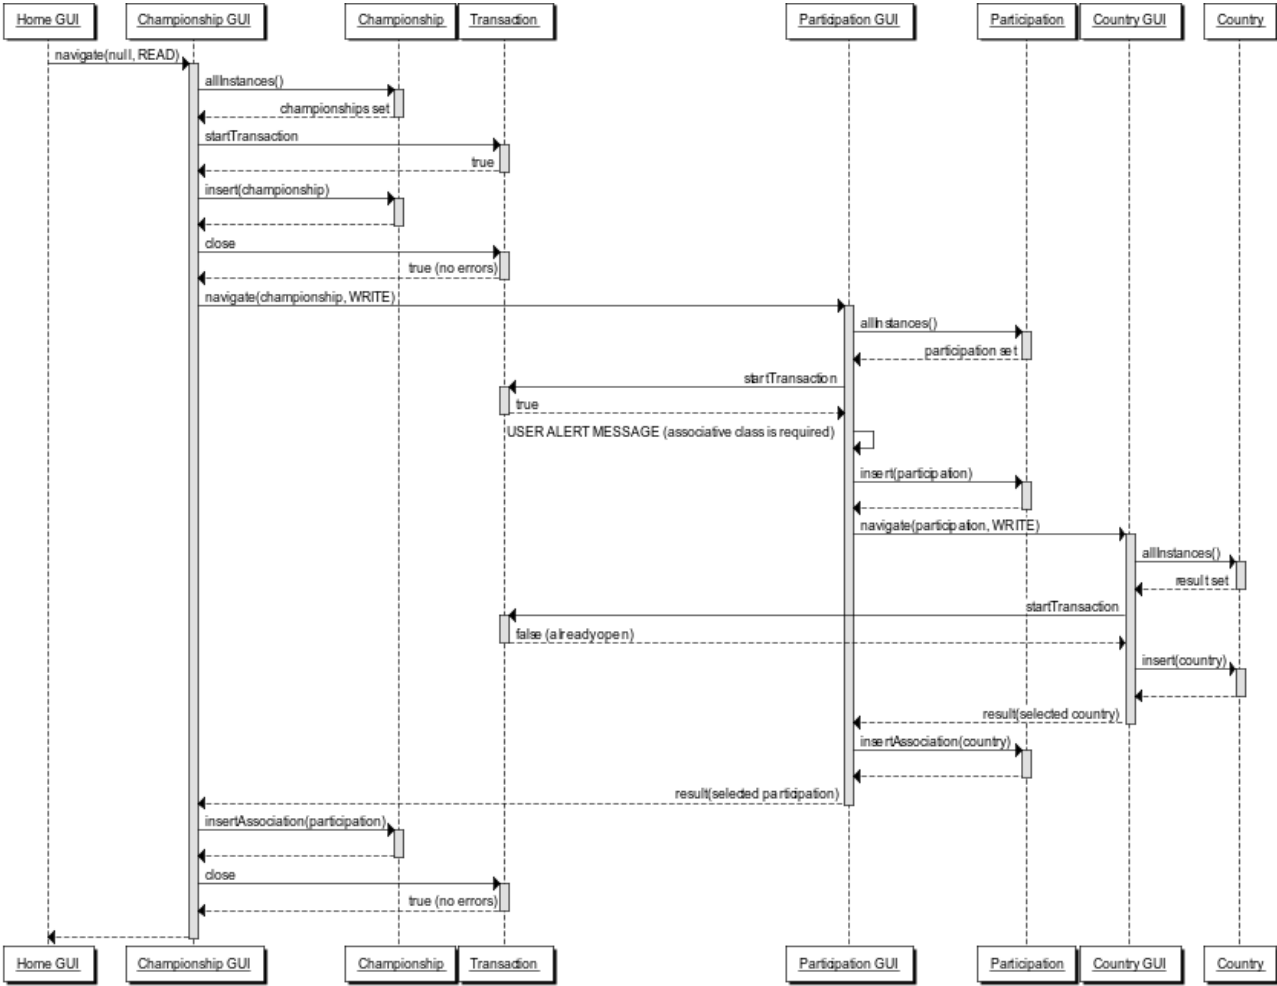 Home GUI
Championship GUI
Championship
Transaction
Participation GUI
Participation
Country GUI
Country
navigate(null, READ)
allInstances()
championships set
startTransaction
true
insert(championship)
close
true (no errors)
navigate(championship, WRITE)
allInstances()
participation set
startTransaction
true
USER ALERT MESSAGE (associative class is required)
insert(participation)
navigate(participation, WRITE)
allInstances()
result set
startTransaction
false (already open)
insert(country)
result(selected country)
insertAssociation(country)
result(selected participation)
insertAssociation(participation)
close
true (no errors)
Home GUI
Championship GUI
Championship
Transaction
Participation GUI
Participation
Country GUI
Country